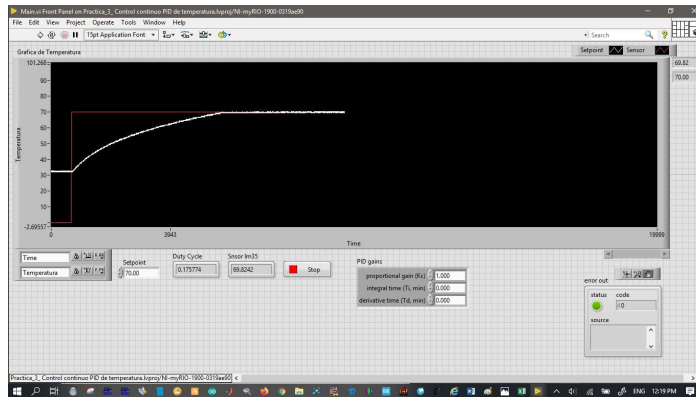 Main.vi Front Panel on Practica_3_ Control continuo PID de temperatura.lvproj/NI-myRIO-1900-0319ae90
File Edit View Project Operate Tools Window Help
15pt Application Font
Search
Grafica de Temperatura
Setpoint Sensor
69.82
70.00
101.268
90
80
70
60
50
40
30
20
10
-2.69557
Temperatura
0 3943 19999
Time
Time
Temperatura
Setpoint
70.00
Duty Cycle
0.175774
Snsor lm35
69.8242
Stop
PID gains
proportional gain (Kc) 1.000
integral time (Ti, min) 0.000
derivative time (Td, min) 0.000
error out
status code
0
source
Practica_3_ Control continuo PID de temperatura.lvproj/NI-myRIO-1900-0319ae90
ENG 12:19 PM